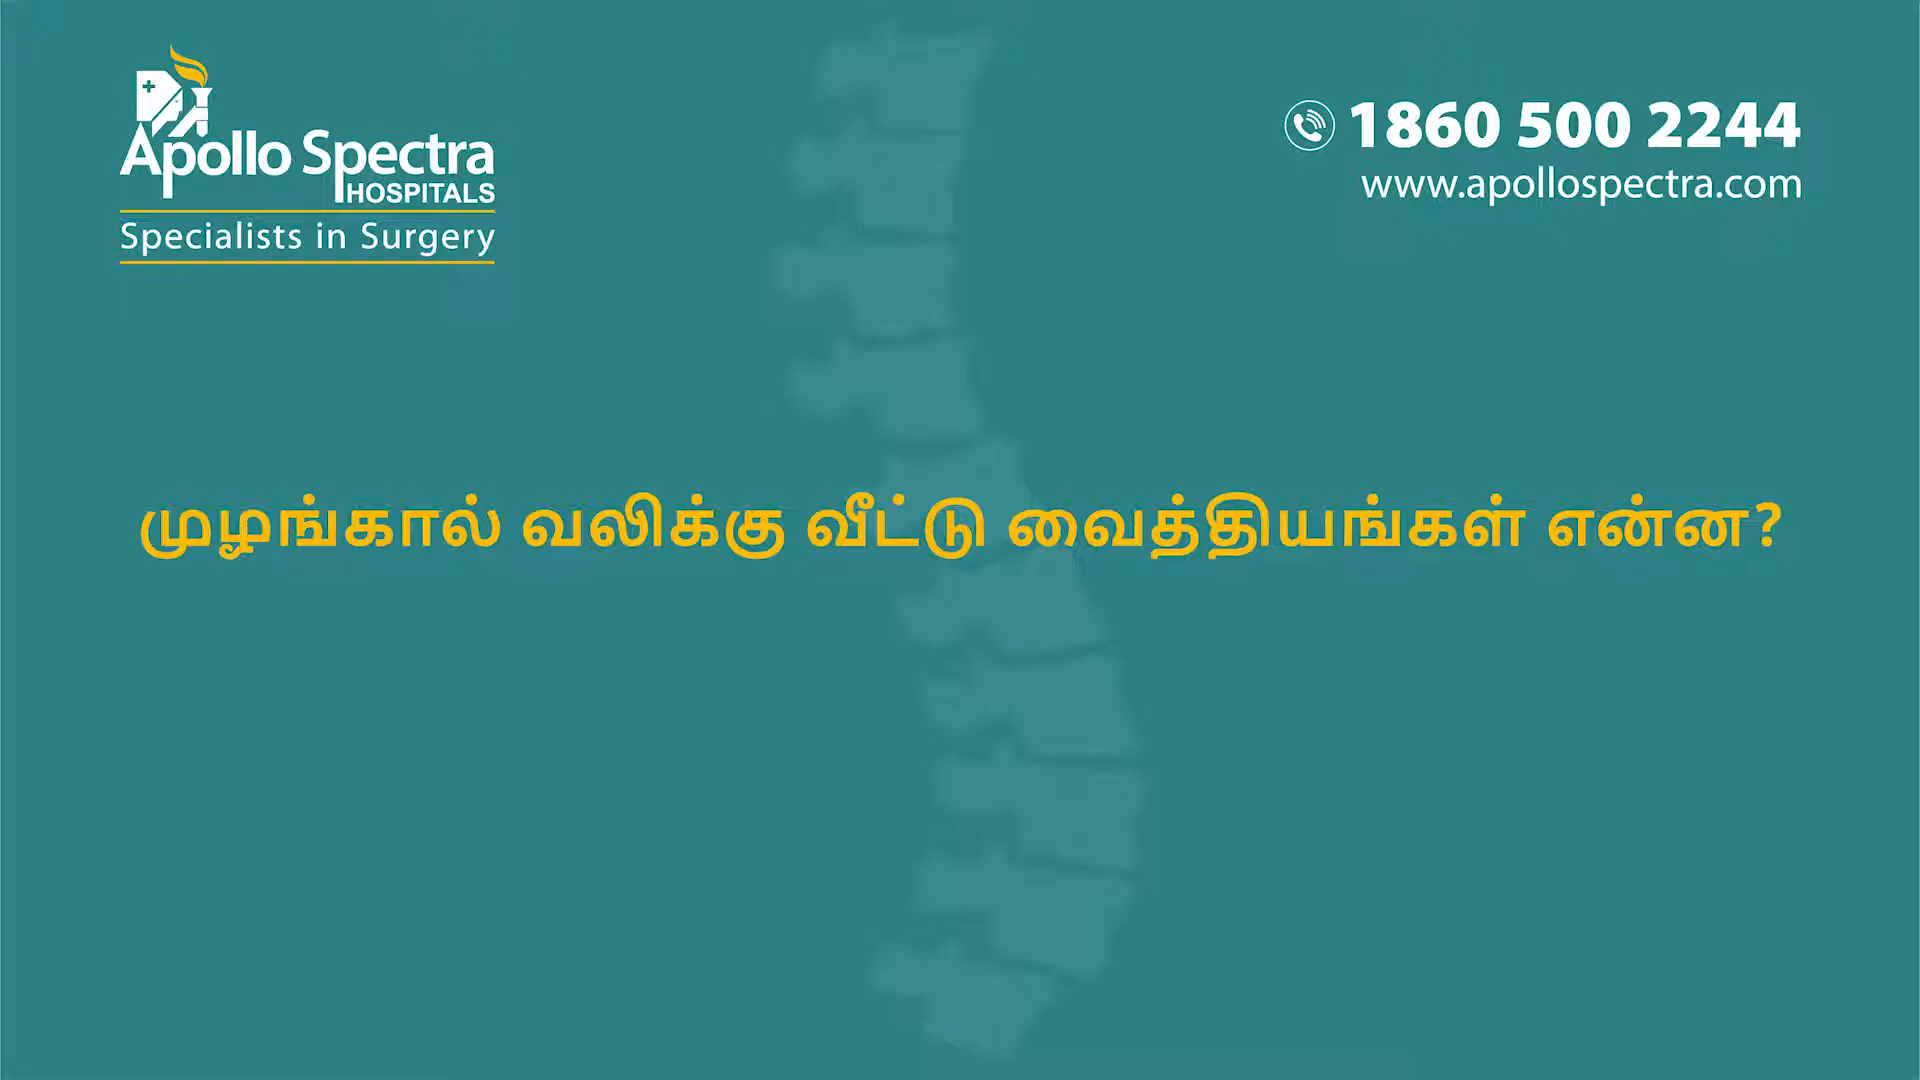 Apollo Spectra
HOSPITALS
Specialists in Surgery
1860 500 2244
www.apollospectra.com
முழங்கால் வலிக்கு வீட்டு வைத்தியங்கள் என்ன?